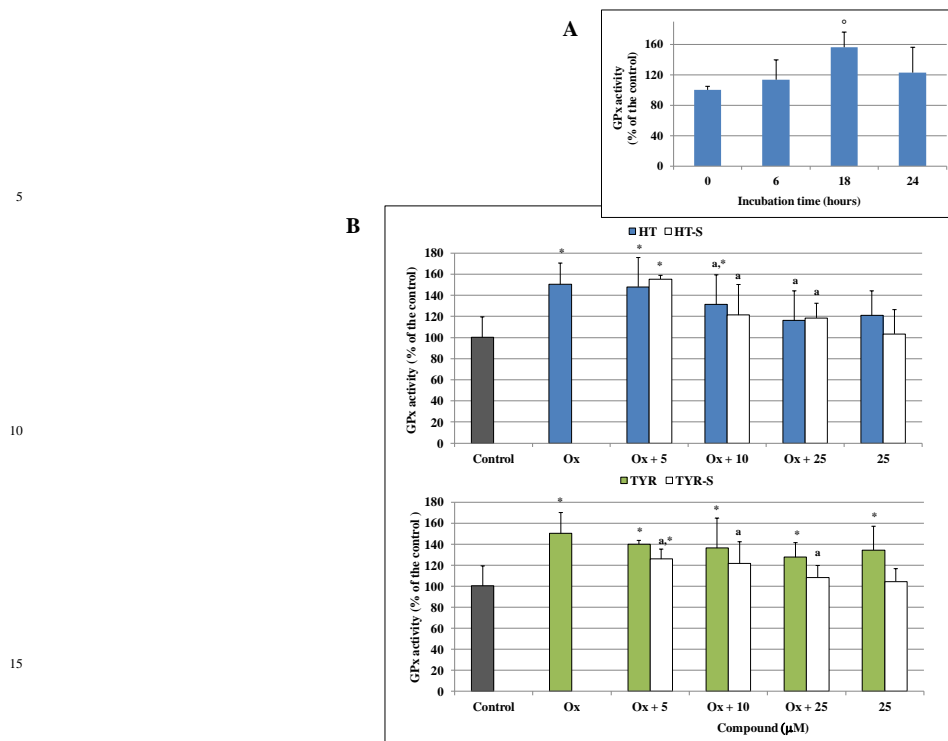 A
GPx activity
(% of the control)
160
120
80
40
0
°
0 6 18 24
Incubation time (hours)
5
B
HT HT-S
GPx activity (% of the control)
180
160
140
120
100
80
60
40
20
0
* * * a,* a a a
Control Ox Ox + 5 Ox + 10 Ox + 25 25
10
TYR TYR-S
GPx activity (% of the control )
180
160
140
120
100
80
60
40
20
0
* * a,* * a * a *
Control Ox Ox + 5 Ox + 10 Ox + 25 25
Compound (µM)
15